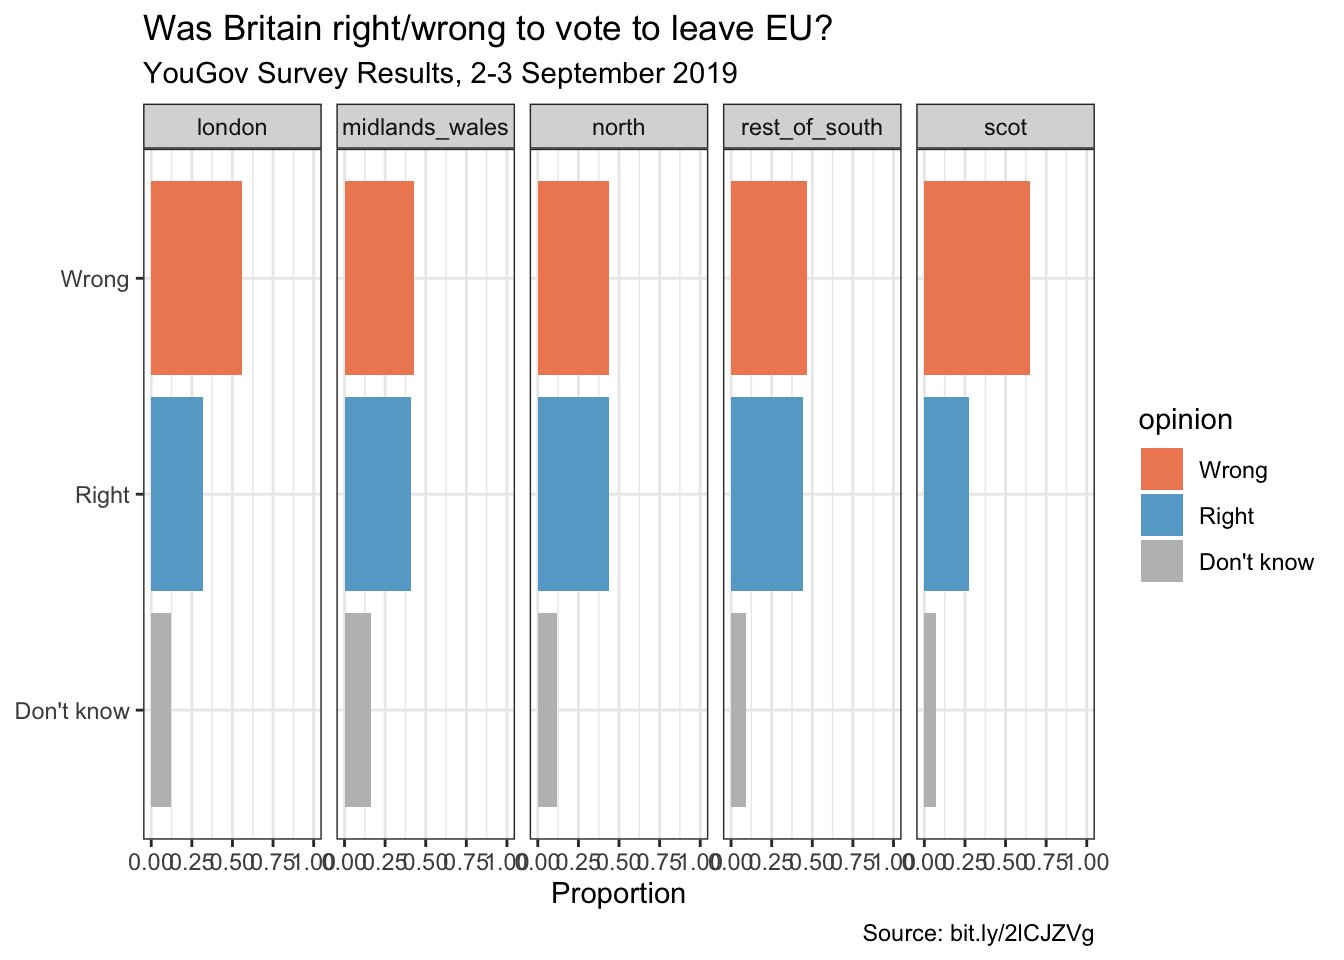 Was Britain right/wrong to vote to leave EU?
YouGov Survey Results, 2-3 September 2019
london midlands_wales north rest_of_south scot
Wrong
Right
Don't know
opinion
Wrong
Right
Don't know
0.00 0.25 0.50 0.75 1.00 0.00 0.25 0.50 0.75 1.00 0.00 0.25 0.50 0.75 1.00 0.00 0.25 0.50 0.75 1.00 0.00 0.25 0.50 0.75 1.00
Proportion
Source: bit.ly/2lCJZVg